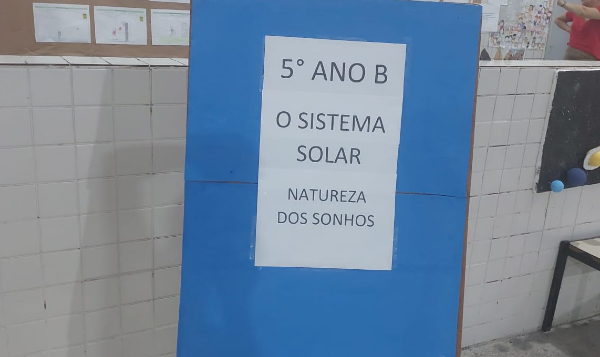 5° ANO B
O SISTEMA
SOLAR
NATUREZA
DOS SONHOS